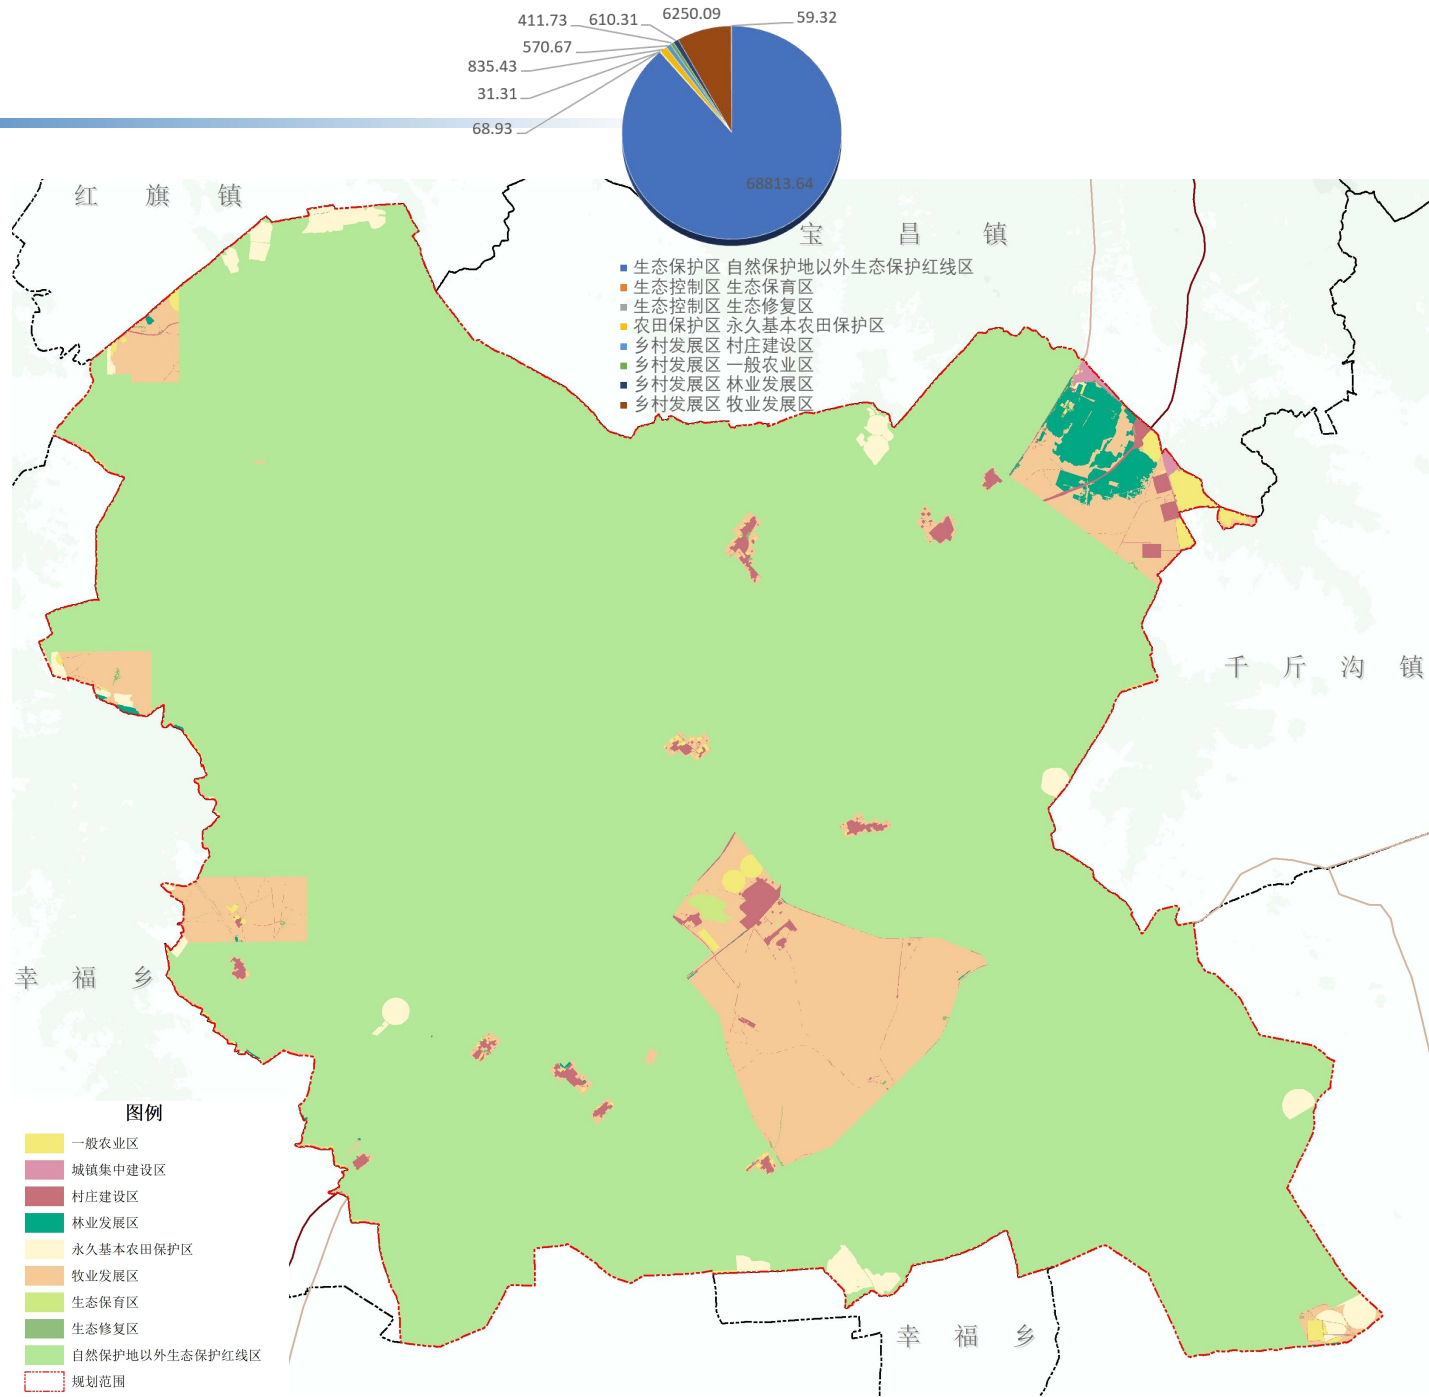 411.73
610.31
6250.09
59.32
570.67
835.43
31.31
68.93
68813.64
红旗镇
宝昌镇
生态保护区 自然保护地以外生态保护红线区
生态控制区 生态保育区
生态控制区 生态修复区
农田保护区 永久基本农田保护区
乡村发展区 村庄建设区
乡村发展区 一般农业区
乡村发展区 林业发展区
乡村发展区 牧业发展区
千斤沟镇
幸福乡
图例
一般农业区
城镇集中建设区
村庄建设区
林业发展区
永久基本农田保护区
牧业发展区
生态保育区
生态修复区
自然保护地以外生态保护红线区
规划范围
幸福乡